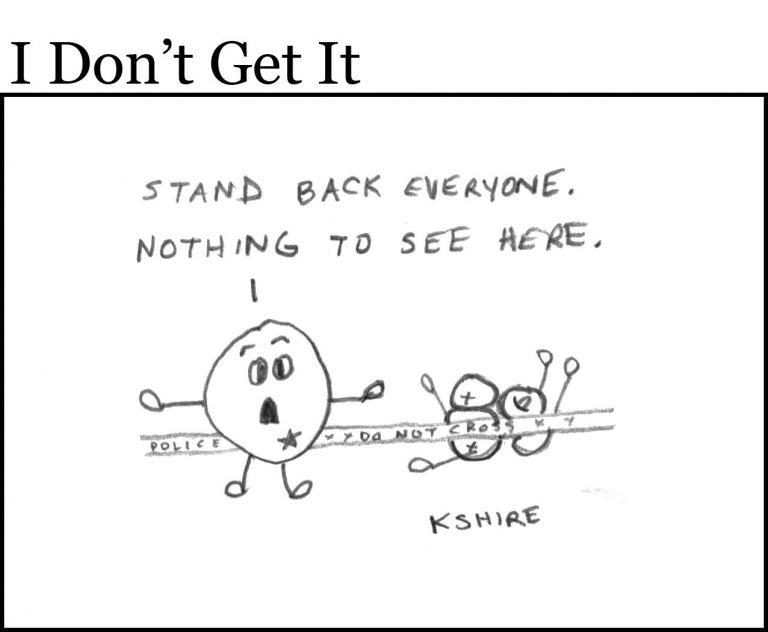 I Don't Get It
STAND BACK EVERYONE.
NOTHING TO SEE HERE.
POLICE
DO NOT CROSS
KSHIRE